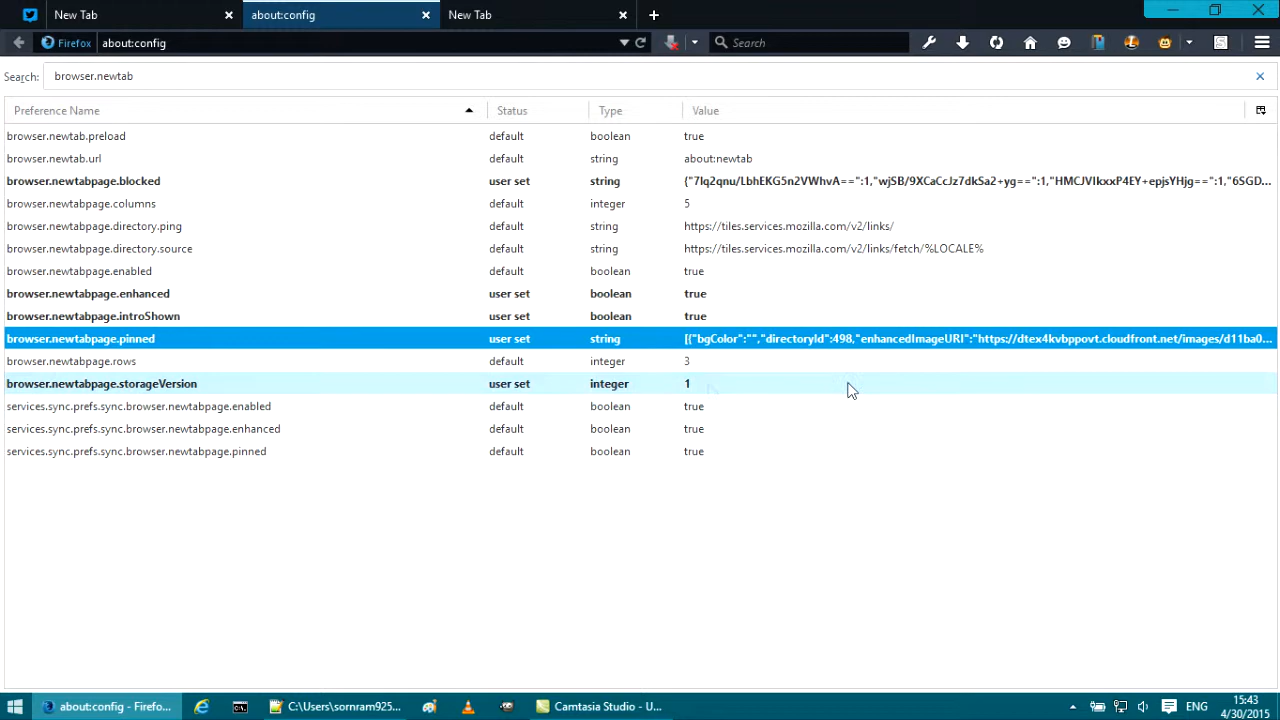 New Tab about:config New Tab
Firefox about:config Search
Search: browser.newtab
Preference Name Status Type Value
browser.newtab.preload default boolean true
browser.newtab.url default string about:newtab
browser.newtabpage.blocked user set string {"7Iq2qnu/LbhEKG5n2VWhvA==":1,"wjSB/9XCaCcJz7dkSa2+yg==":1,"HMCJVIkxxP4EY+epjsYHjg==":1,"6SGD...
browser.newtabpage.columns default integer 5
browser.newtabpage.directory.ping default string https://tiles.services.mozilla.com/v2/links/
browser.newtabpage.directory.source default string https://tiles.services.mozilla.com/v2/links/fetch/%LOCALE%
browser.newtabpage.enabled default boolean true
browser.newtabpage.enhanced user set boolean true
browser.newtabpage.introShown user set boolean true
browser.newtabpage.pinned user set string [{"bgColor":"","directoryId":498,"enhancedImageURI":"https://dtex4kvbppovt.cloudfront.net/images/d11ba0...
browser.newtabpage.rows default integer 3
browser.newtabpage.storageVersion user set integer 1
services.sync.prefs.sync.browser.newtabpage.enabled default boolean true
services.sync.prefs.sync.browser.newtabpage.enhanced default boolean true
services.sync.prefs.sync.browser.newtabpage.pinned default boolean true
about:config - Firefo... C:\Users\sornram925... Camtasia Studio - U... ENG 15:43
4/30/2015